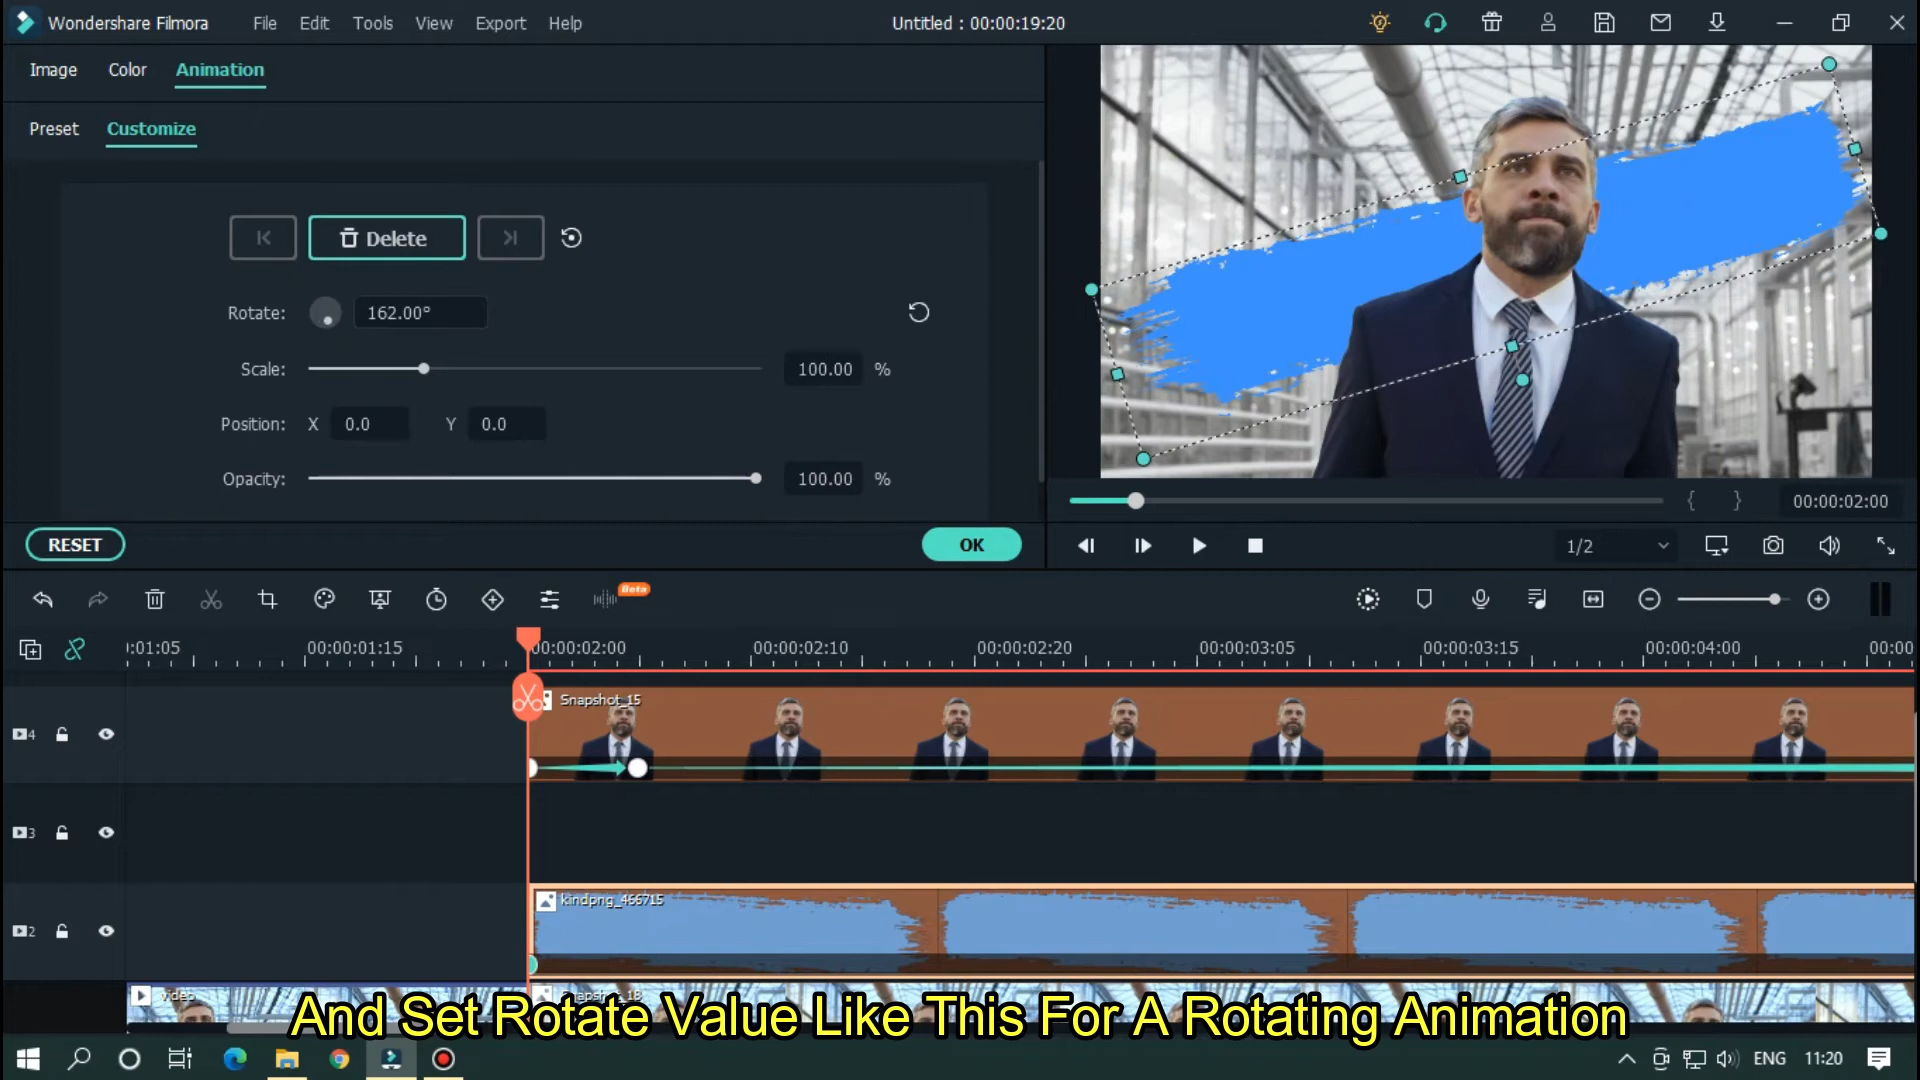 Wondershare Filmora File Edit Tools View Export Help Untitled : 00:00:19:20
Image Color Animation
Preset Customize
Delete
Rotate: 162.00°
Scale: 100.00 %
Position: X 0.0 Y 0.0
Opacity: 100.00 %
{ } 00:00:02:00
RESET OK
1/2
Beta
:01:05 00:00:01:15 00:00:02:00 00:00:02:10 00:00:02:20 00:00:03:05 00:00:03:15 00:00:04:00 00:00
Snapshot_15
4
3
kindpng_466715
2
video Snapshot_18
And Set Rotate Value Like This For A Rotating Animation
ENG 11:20